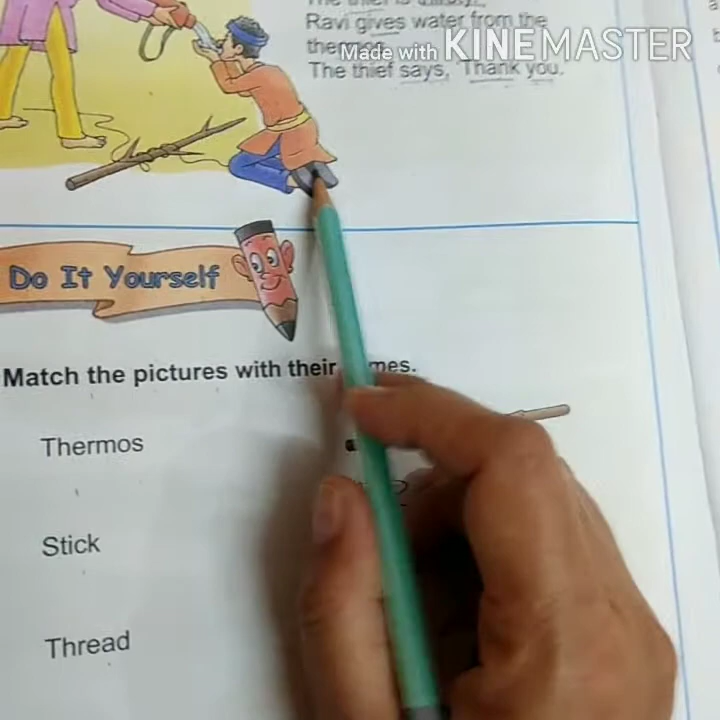 Ravi gives water from the
Made with KINEMASTER
The thief says, Thank you.
Do It Yourself
Match the pictures with their
Thermos
Stick
Thread